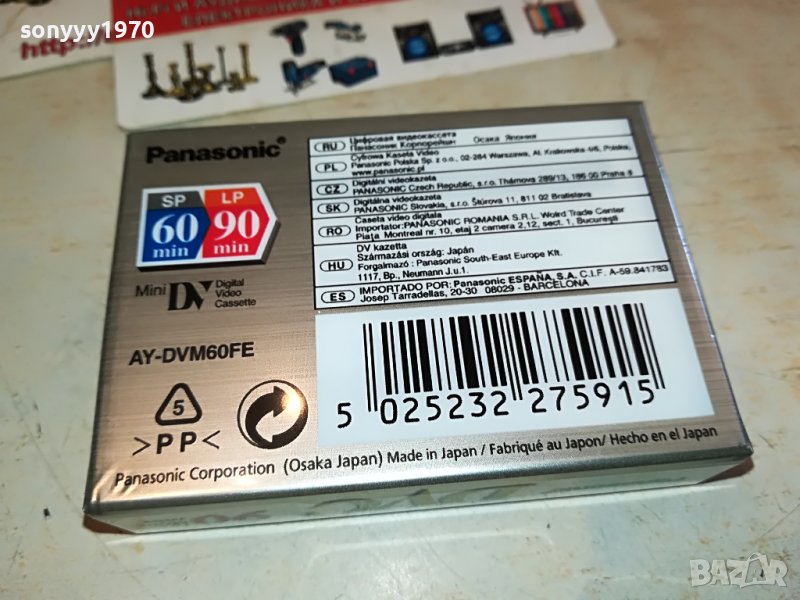 sonyyy1970
http:
Panasonic
SP LP
60 90
min min
Mini DV Digital
Video
Cassette
AY-DVM60FE
5
>PP<
RU Цифровая видеокассета
Панасоник Корпорейшн Осака Япония
PL Cyfrowa Kaseta Video
Panasonic Polska Sp. z o.o., 02-284 Warszawa, Al. Krakowska 4/6, Polska,
www.panasonic.pl
CZ Digitální videokazeta
PANASONIC Czech Republic, s.r.o. Thámova 289/13, 186 00 Praha 8
SK Digitálna videokazeta
PANASONIC Slovakia, s.r.o. Štúrova 11, 811 02 Bratislava
RO Caseta video digitala
Importator:PANASONIC ROMANIA S.R.L. Wolrd Trade Center
Piaţa Montreal nr. 10, etaj 2 camera 2.12, sect. 1, Bucureşti
HU DV kazetta
Származási ország: Japán
Forgalmazó : Panasonic South-East Europe Kft.
1117, Bp., Neumann J.u.1.
ES IMPORTADO POR: Panasonic ESPAÑA, S.A. C.I.F. A-59.841783
Josep Tarradellas, 20-30 08029 - BARCELONA
5 025232 275915
Panasonic Corporation (Osaka Japan) Made in Japan / Fabriqué au Japon/ Hecho en el Japan
BAZAR